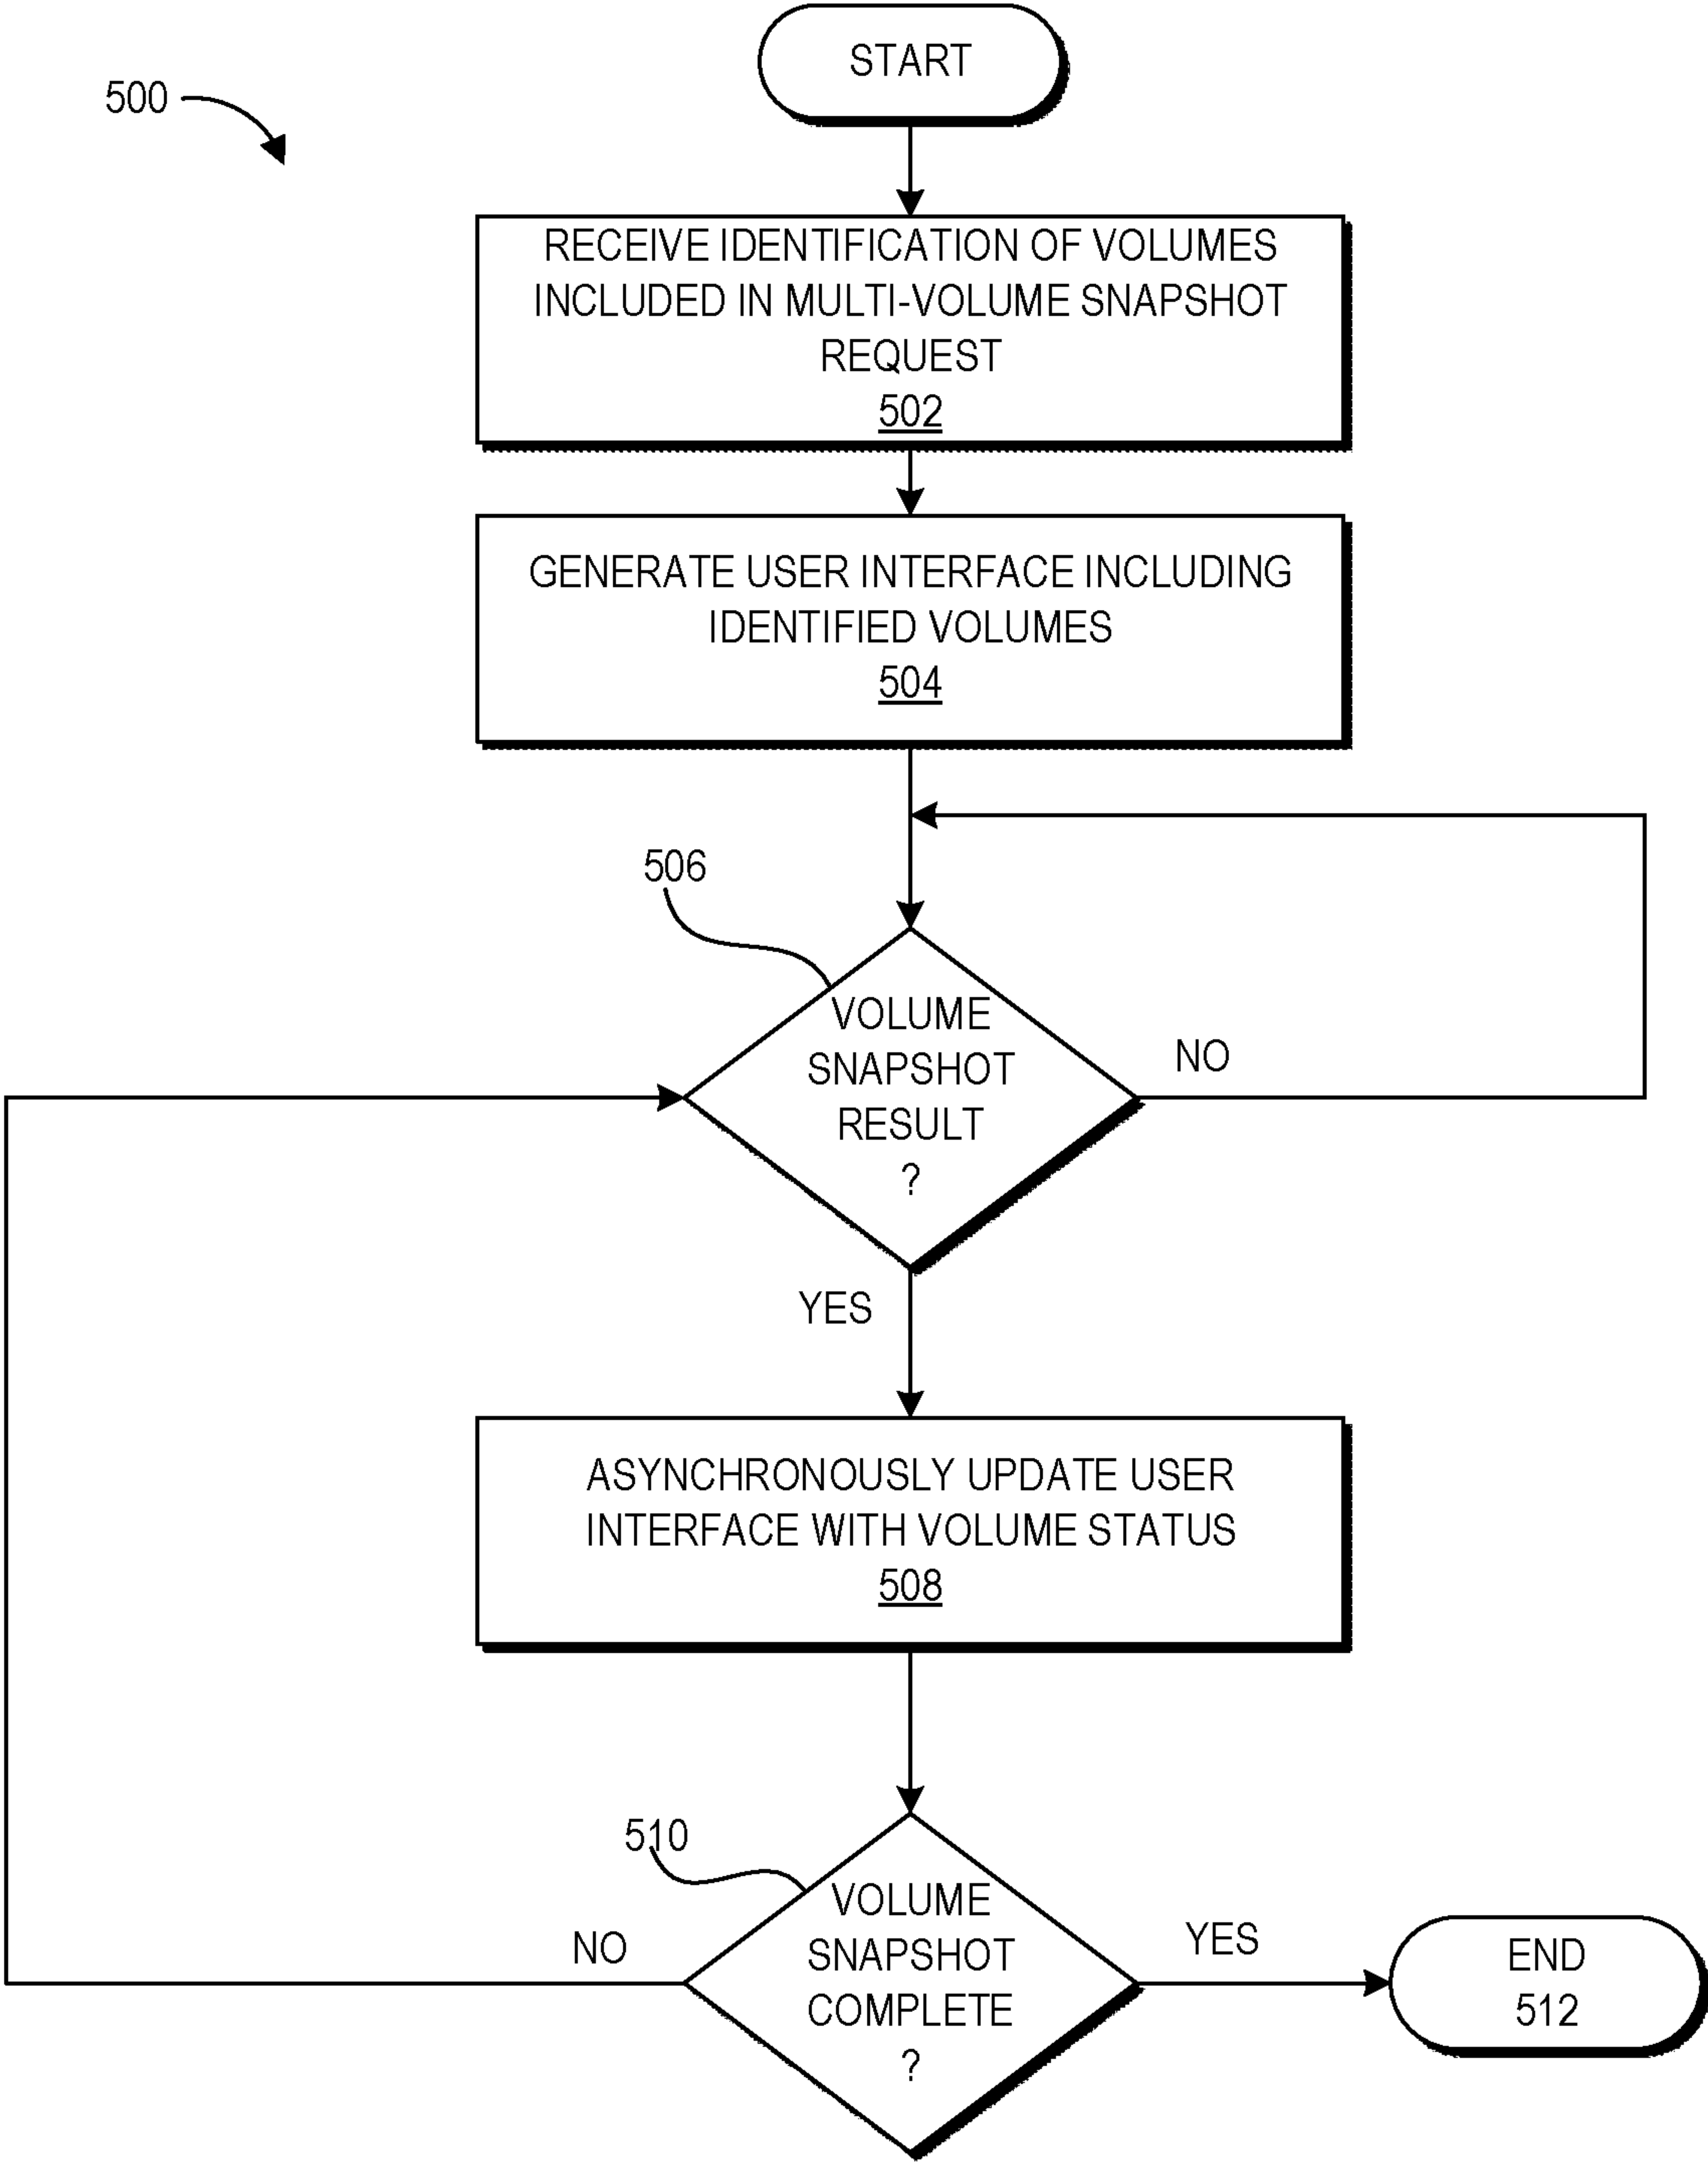 START
500
RECEIVE IDENTIFICATION OF VOLUMES
INCLUDED IN MULTI-VOLUME SNAPSHOT
REQUEST
502
GENERATE USER INTERFACE INCLUDING
IDENTIFIED VOLUMES
504
506
VOLUME
SNAPSHOT
RESULT
?
NO
YES
ASYNCHRONOUSLY UPDATE USER
INTERFACE WITH VOLUME STATUS
508
510
VOLUME
SNAPSHOT
COMPLETE
?
NO
YES
END
512